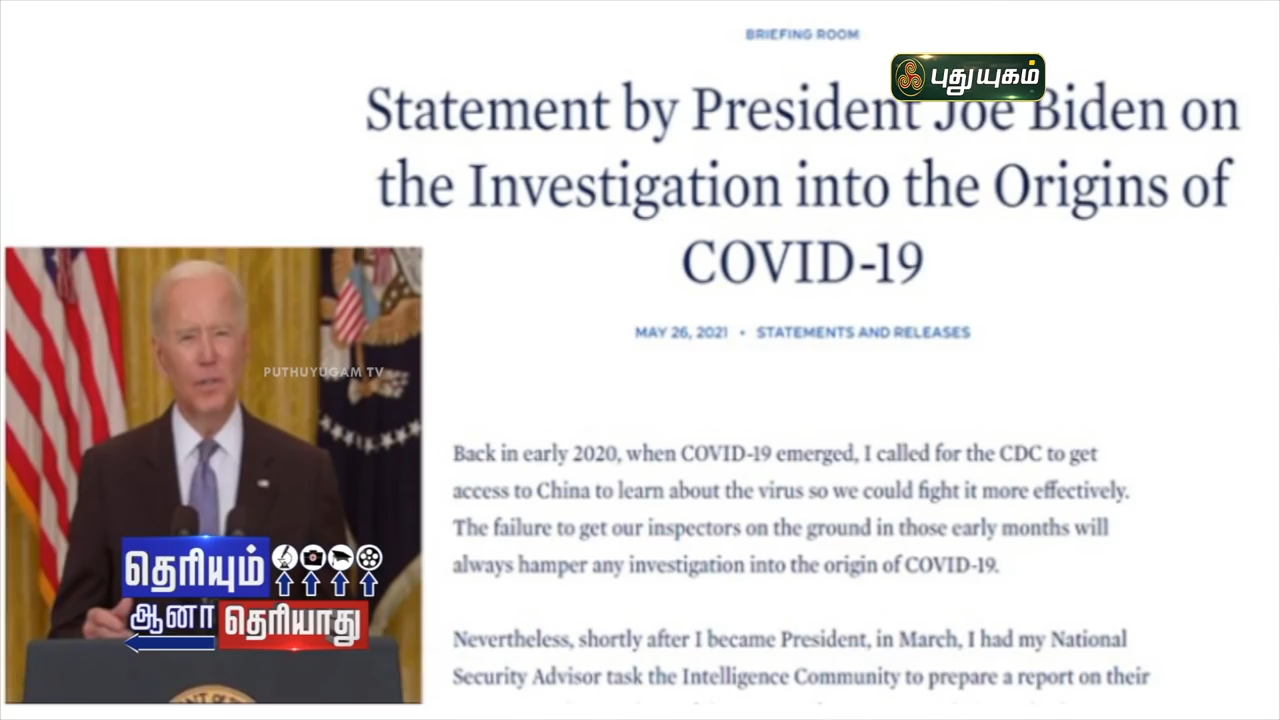 BRIEFING ROOM
புதுயுகம்
Statement by President Joe Biden on
the Investigation into the Origins of
COVID-19
MAY 26, 2021 • STATEMENTS AND RELEASES
PUTHUYUGAM TV
Back in early 2020, when COVID-19 emerged, I called for the CDC to get
access to China to learn about the virus so we could fight it more effectively.
The failure to get our inspectors on the ground in those early months will
always hamper any investigation into the origin of COVID-19.
Nevertheless, shortly after I became President, in March, I had my National
Security Advisor task the Intelligence Community to prepare a report on their
தெரியும்
ஆனா தெரியாது